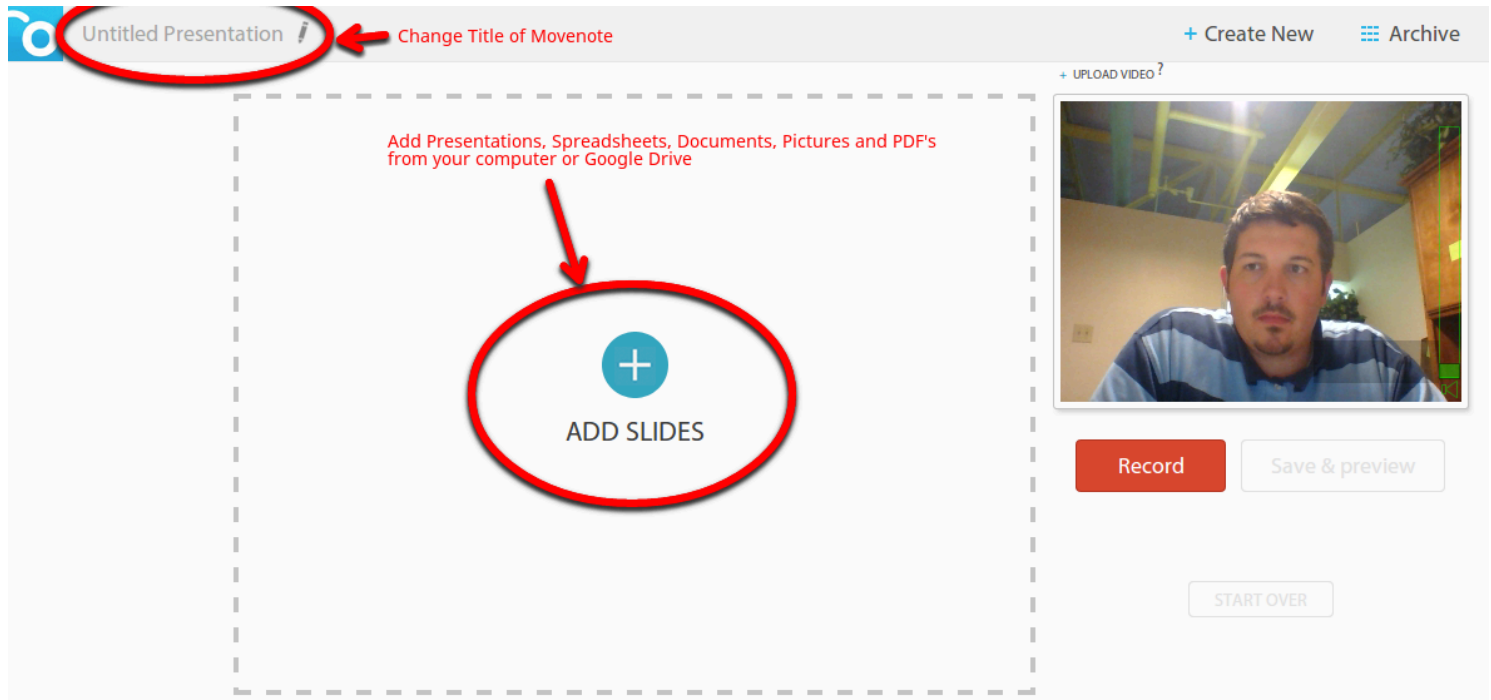 Untitled Presentation
Change Title of Movenote
+ Create New
Archive
+ UPLOAD VIDEO ?
Add Presentations, Spreadsheets, Documents, Pictures and PDF's
from your computer or Google Drive
ADD SLIDES
Record
Save & preview
START OVER